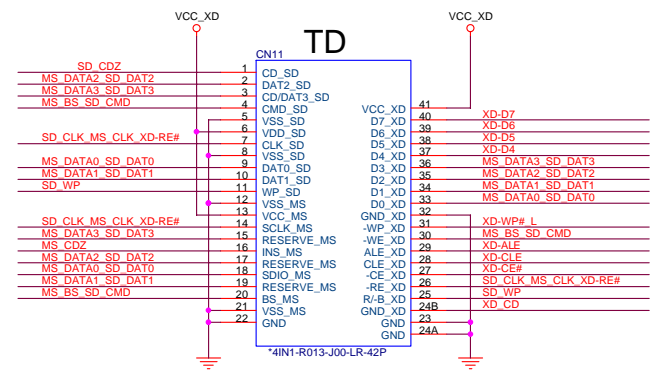 VCC_XD
VCC_XD
TD
CN11
SD_CDZ 1 CD_SD
MS_DATA2_SD_DAT2 2 DAT2_SD
MS_DATA3_SD_DAT3 3 CD/DAT3_SD
MS_BS_SD_CMD 4 CMD_SD
5 VSS_SD
6 VDD_SD
SD_CLK_MS_CLK_XD-RE# 7 CLK_SD
8 VSS_SD
MS_DATA0_SD_DAT0 9 DAT0_SD
MS_DATA1_SD_DAT1 10 DAT1_SD
SD_WP 11 WP_SD
12 VSS_MS
13 VCC_MS
SD_CLK_MS_CLK_XD-RE# 14 SCLK_MS
MS_DATA3_SD_DAT3 15 RESERVE_MS
MS_CDZ 16 INS_MS
MS_DATA2_SD_DAT2 17 RESERVE_MS
MS_DATA0_SD_DAT0 18 SDIO_MS
MS_DATA1_SD_DAT1 19 RESERVE_MS
MS_BS_SD_CMD 20 BS_MS
21 VSS_MS
22 GND
VCC_XD 41
D7_XD 40 XD-D7
D6_XD 39 XD-D6
D5_XD 38 XD-D5
D4_XD 37 XD-D4
D3_XD 36 MS_DATA3_SD_DAT3
D2_XD 35 MS_DATA2_SD_DAT2
D1_XD 34 MS_DATA1_SD_DAT1
D0_XD 33 MS_DATA0_SD_DAT0
GND_XD 32
-WP_XD 31 XD-WP#_L
-WE_XD 30 MS_BS_SD_CMD
ALE_XD 29 XD-ALE
CLE_XD 28 XD-CLE
-CE_XD 27 XD-CE#
-RE_XD 26 SD_CLK_MS_CLK_XD-RE#
R/-B_XD 25 SD_WP
GND_XD 24B XD_CD
GND 23
GND 24A
*4IN1-R013-J00-LR-42P